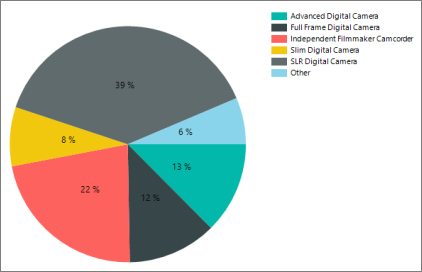 Advanced Digital Camera
Full Frame Digital Camera
Independent Filmmaker Camcorder
Slim Digital Camera
SLR Digital Camera
Other
39 %
6 %
8 %
13 %
22 %
12 %